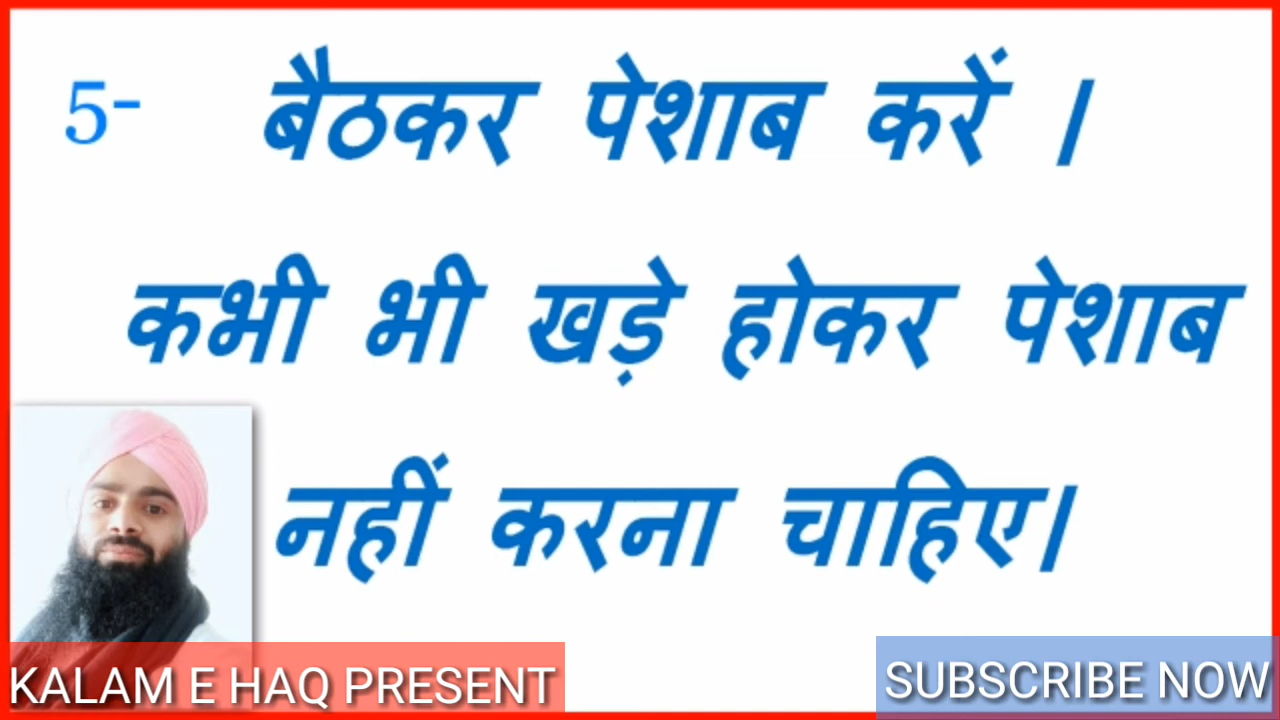 5- बैठकर पेशाब करें ।
कभी भी खड़े होकर पेशाब
नहीं करना चाहिए।
KALAM E HAQ PRESENT
SUBSCRIBE NOW